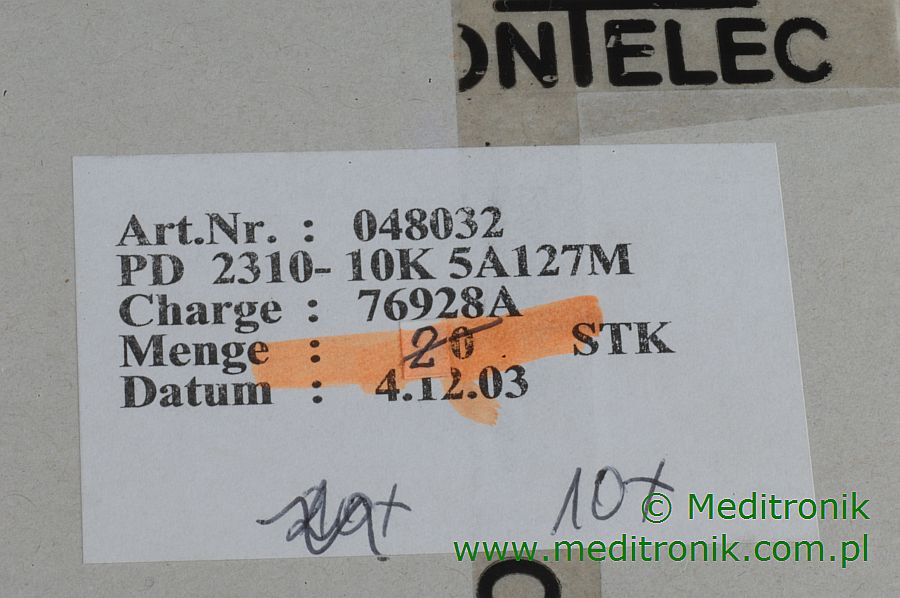 ONTELEC
Art.Nr. : 048032
PD 2310- 10K 5A127M
Charge : 76928A
Menge : 20 STK
Datum : 4.12.03
10x
© Meditronik
www.meditronik.com.pl